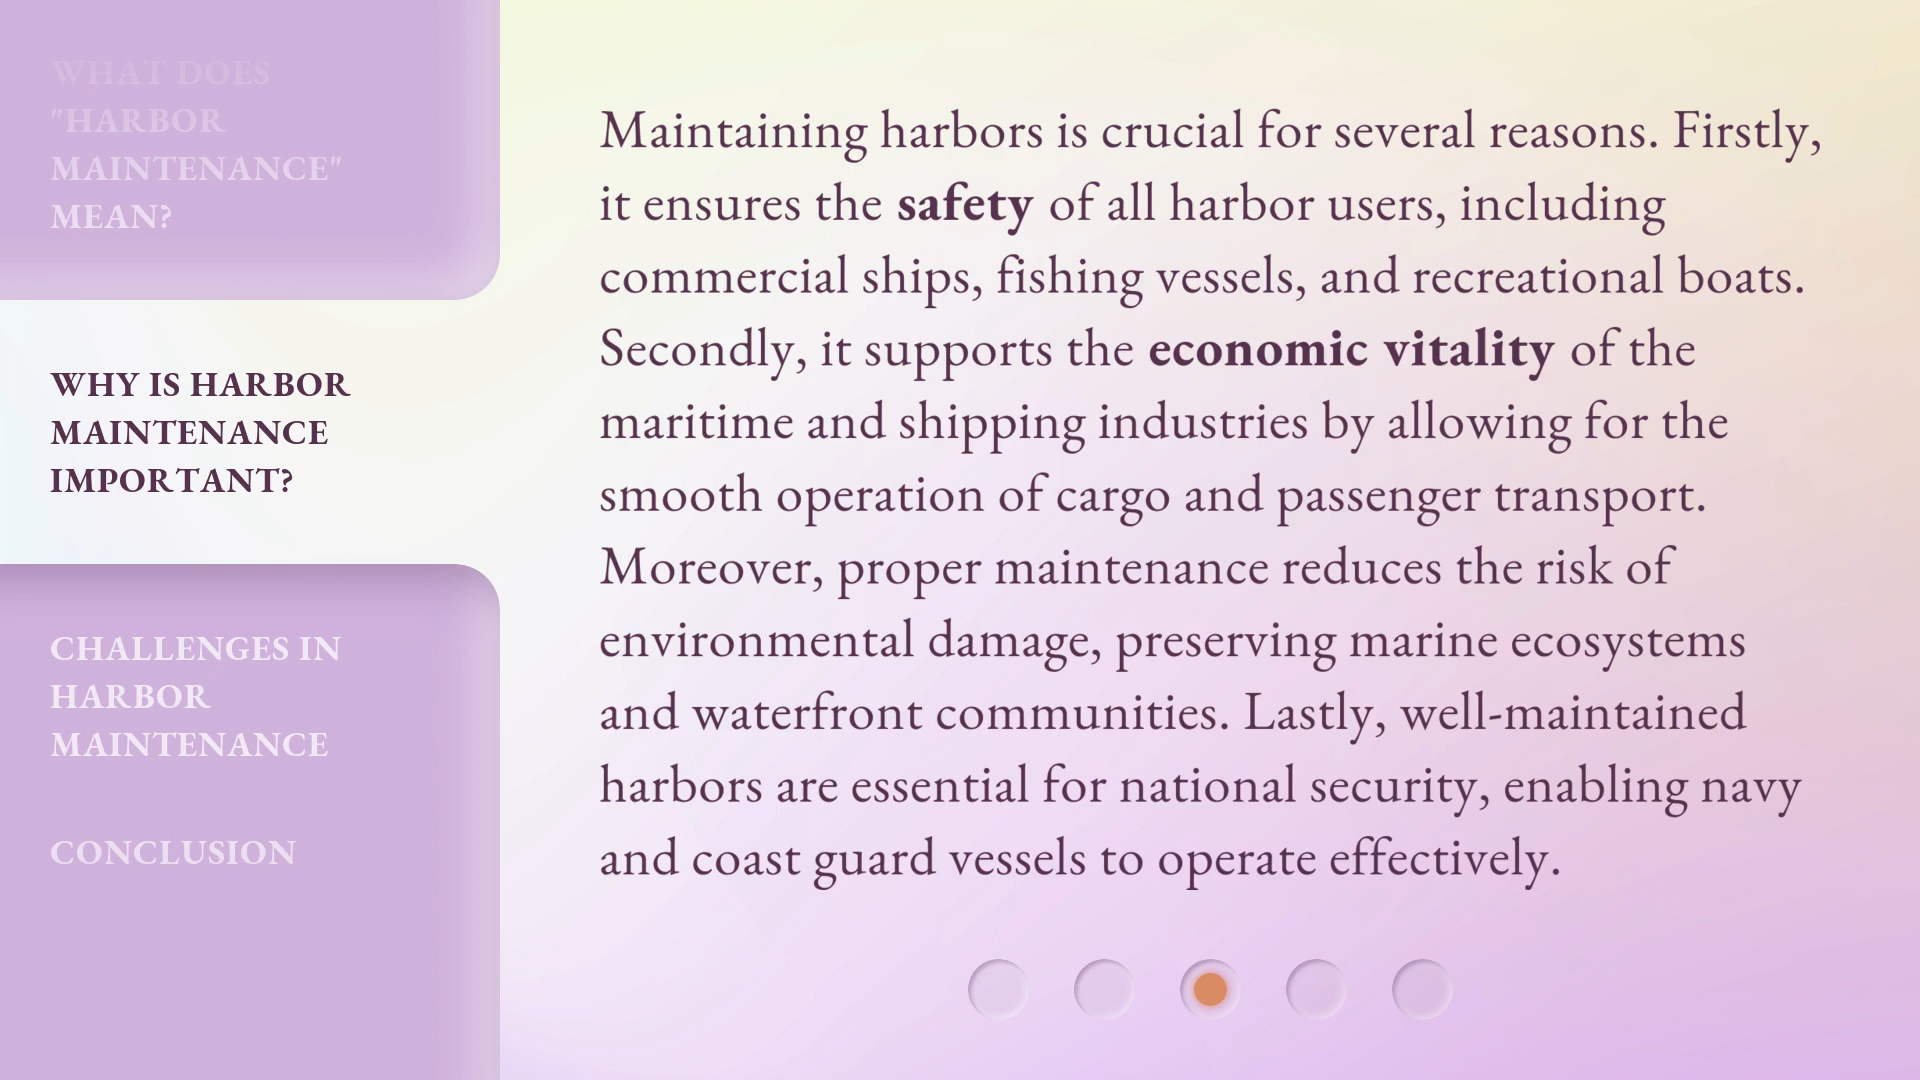 WHAT DOES
"HARBOR
MAINTENANCE"
MEAN?
WHY IS HARBOR
MAINTENANCE
IMPORTANT?
CHALLENGES IN
HARBOR
MAINTENANCE
CONCLUSION
Maintaining harbors is crucial for several reasons. Firstly,
it ensures the safety of all harbor users, including
commercial ships, fishing vessels, and recreational boats.
Secondly, it supports the economic vitality of the
maritime and shipping industries by allowing for the
smooth operation of cargo and passenger transport.
Moreover, proper maintenance reduces the risk of
environmental damage, preserving marine ecosystems
and waterfront communities. Lastly, well-maintained
harbors are essential for national security, enabling navy
and coast guard vessels to operate effectively.